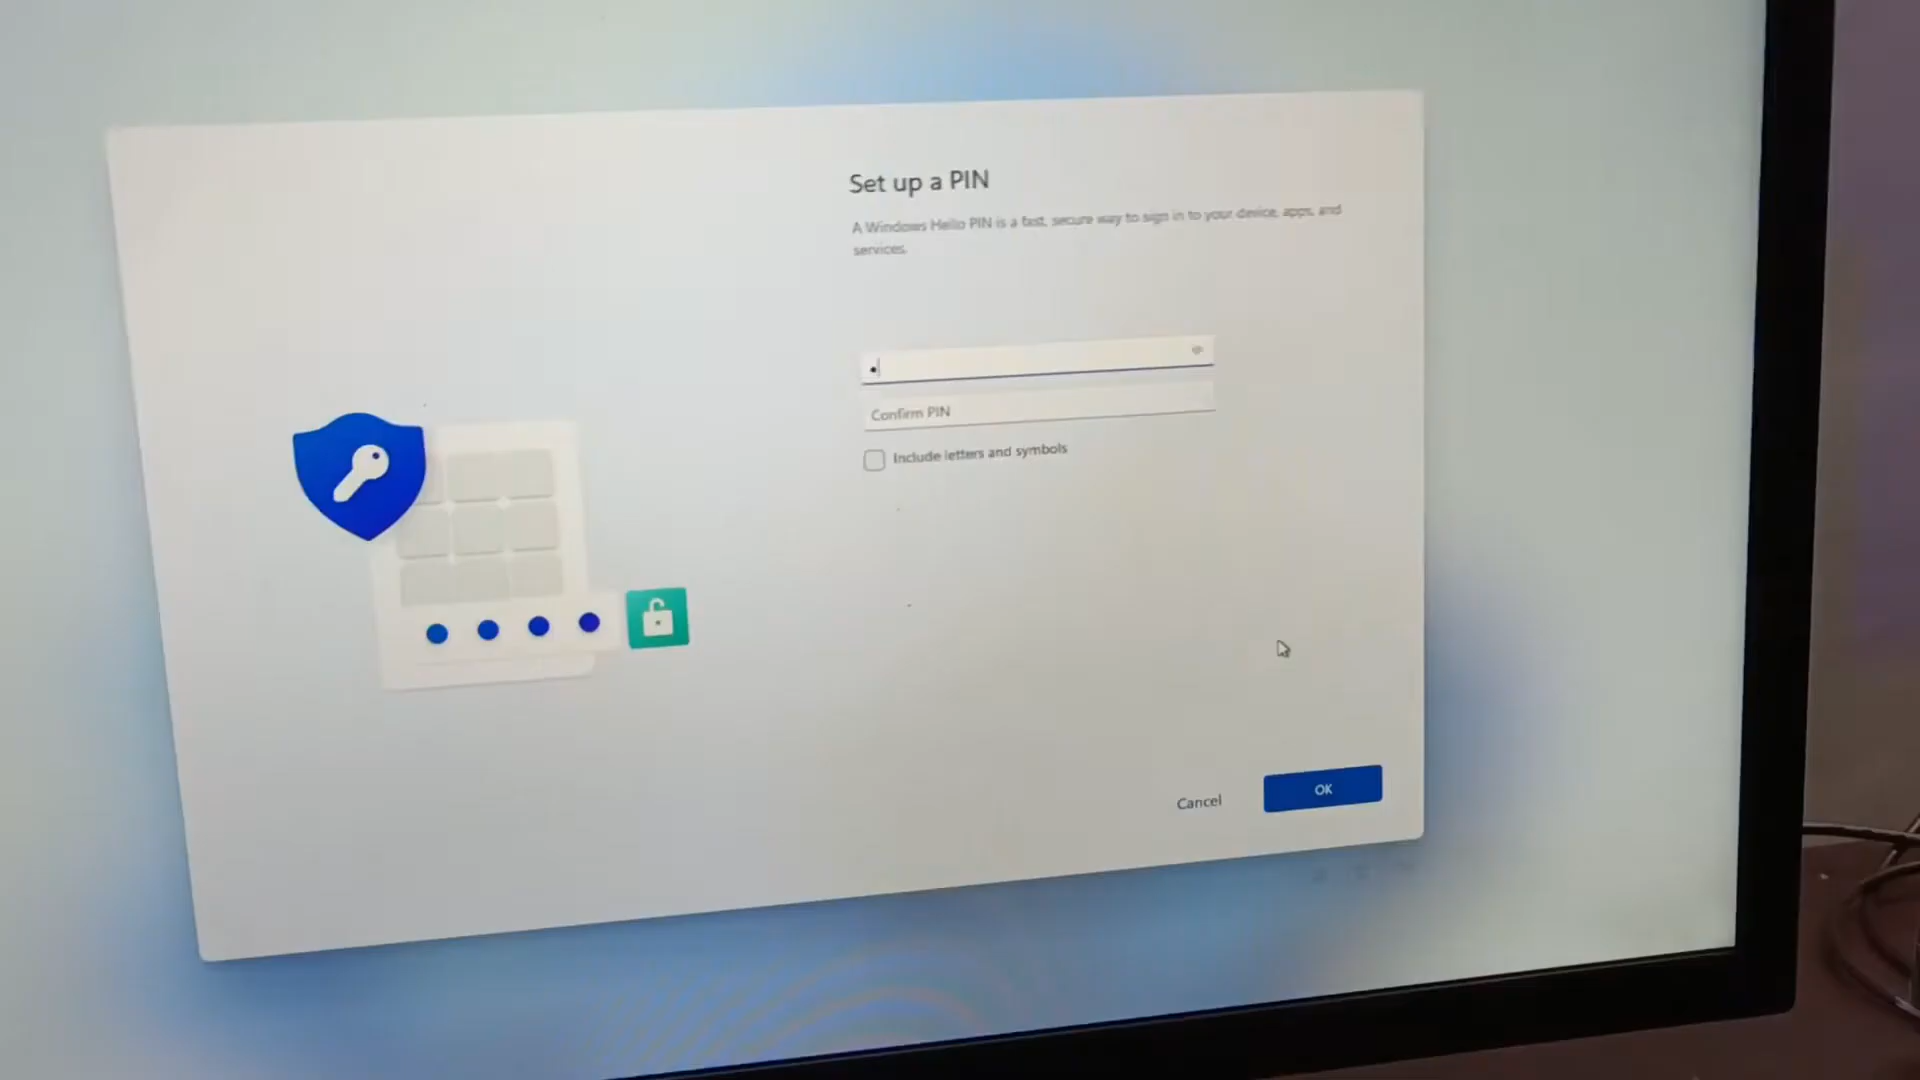 Set up a PIN
A Windows Hello PIN is a fast, secure way to sign in to your device, apps, and
services.
Confirm PIN
Include letters and symbols
Cancel
OK